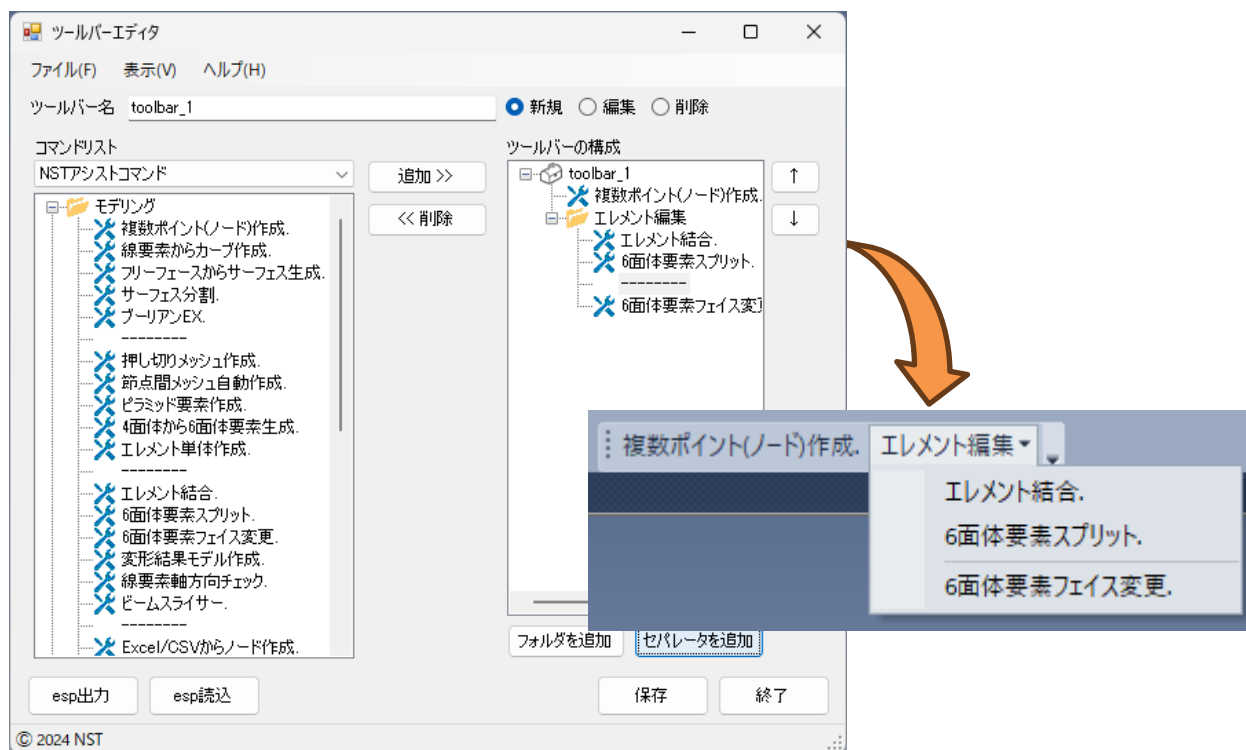 ツールバーエディタ
ファイル(F) 表示(V) ヘルプ(H)
ツールバー名 toolbar_1 新規 編集 削除
コマンドリスト
NSTアシストコマンド
追加 >>
<< 削除
モデリング
複数ポイント(ノード)作成.
線要素からカーブ作成.
フリーフェースからサーフェス生成.
サーフェス分割.
ブーリアンEX.
--------
押し切りメッシュ作成.
節点間メッシュ自動作成.
ピラミッド要素作成.
4面体から6面体要素生成.
エレメント単体作成.
--------
エレメント結合.
6面体要素スプリット.
6面体要素フェイス変更.
変形結果モデル作成.
線要素軸方向チェック.
ビームスライサー.
--------
Excel/CSVからノード作成.
ツールバーの構成
toolbar_1
複数ポイント(ノード)作成.
エレメント編集
エレメント結合.
6面体要素スプリット.
--------
6面体要素フェイス変
↑
↓
フォルダを追加 セパレータを追加
esp出力 esp読込 保存 終了
© 2024 NST
複数ポイント(ノード)作成. エレメント編集
エレメント結合.
6面体要素スプリット.
6面体要素フェイス変更.